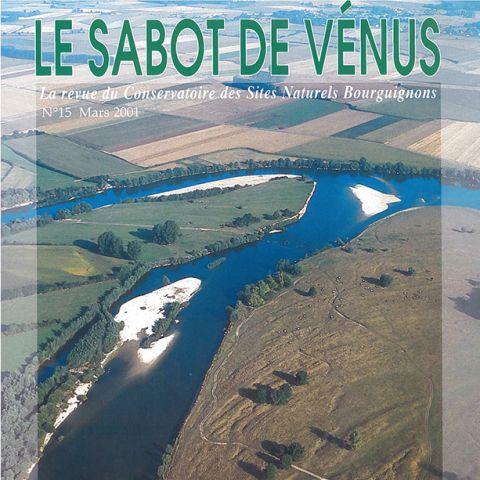 LE SABOT DE VÉNUS
La revue du Conservatoire des Sites Naturels Bourguignons
N°15 Mars 2001